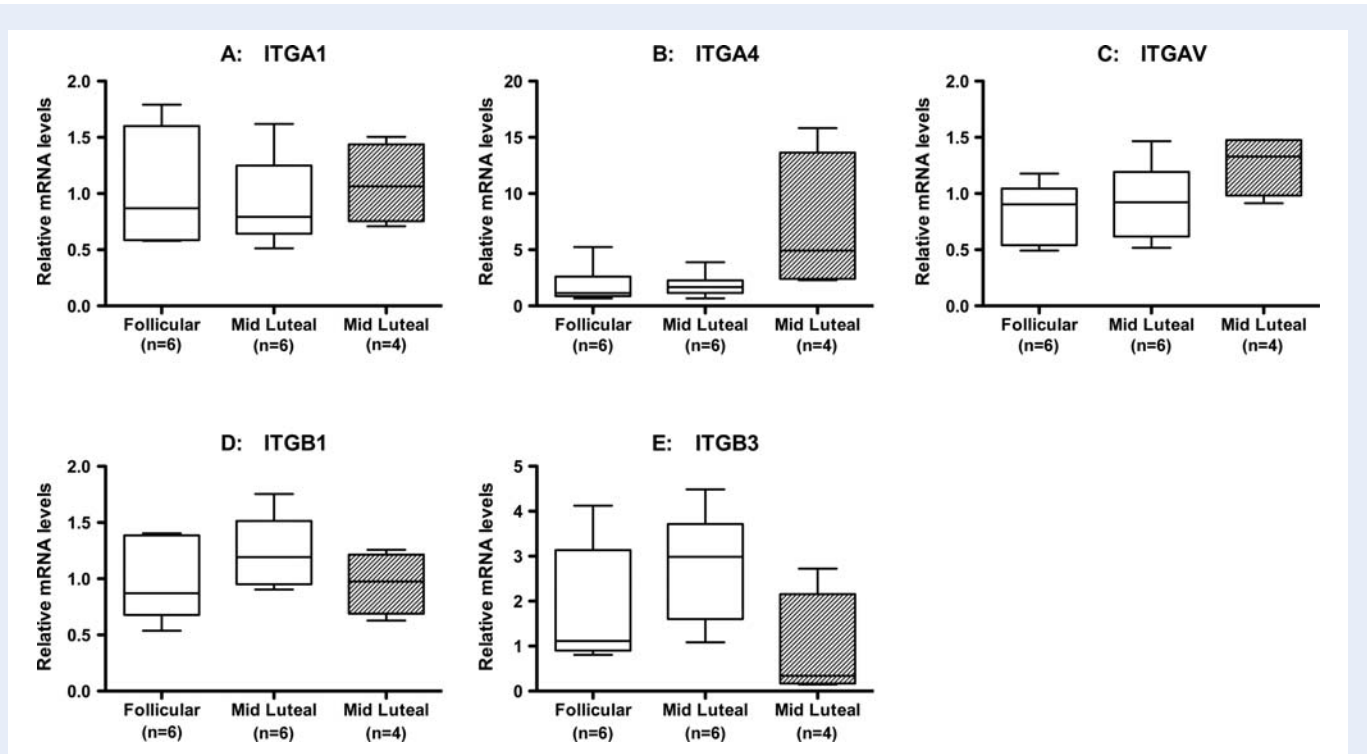 A: ITGA1
Relative mRNA levels
2.0
1.5
1.0
0.5
0.0
Follicular Mid Luteal Mid Luteal
(n=6) (n=6) (n=4)
B: ITGA4
Relative mRNA levels
20
15
10
5
0
Follicular Mid Luteal Mid Luteal
(n=6) (n=6) (n=4)
C: ITGAV
Relative mRNA levels
2.0
1.5
1.0
0.5
0.0
Follicular Mid Luteal Mid Luteal
(n=6) (n=6) (n=4)
D: ITGB1
Relative mRNA levels
2.0
1.5
1.0
0.5
0.0
Follicular Mid Luteal Mid Luteal
(n=6) (n=6) (n=4)
E: ITGB3
Relative mRNA levels
5
4
3
2
1
0
Follicular Mid Luteal Mid Luteal
(n=6) (n=6) (n=4)